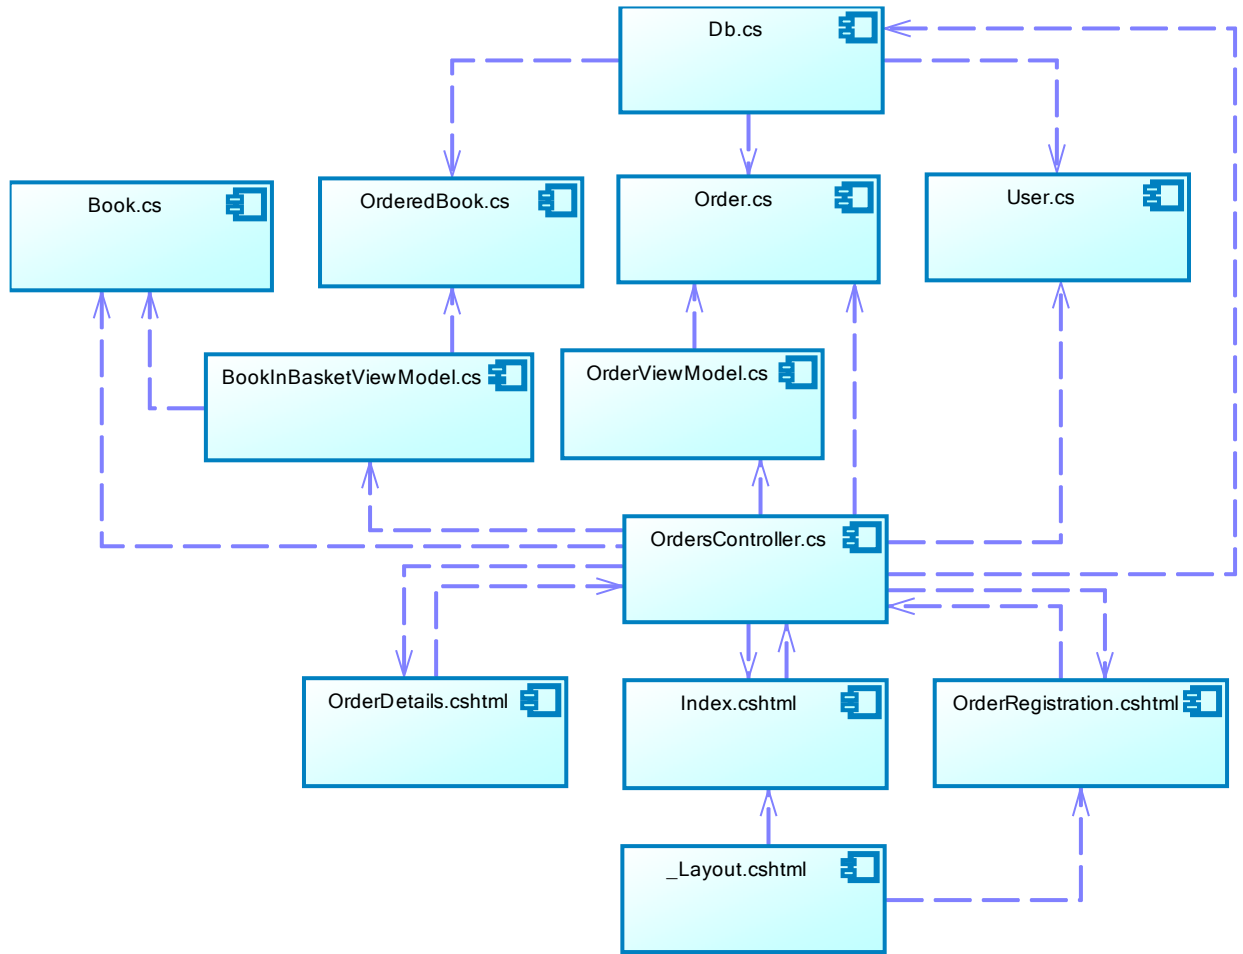 Db.cs
Book.cs
OrderedBook.cs
Order.cs
User.cs
BookInBasketViewModel.cs
OrderViewModel.cs
OrdersController.cs
OrderDetails.cshtml
Index.cshtml
OrderRegistration.cshtml
_Layout.cshtml